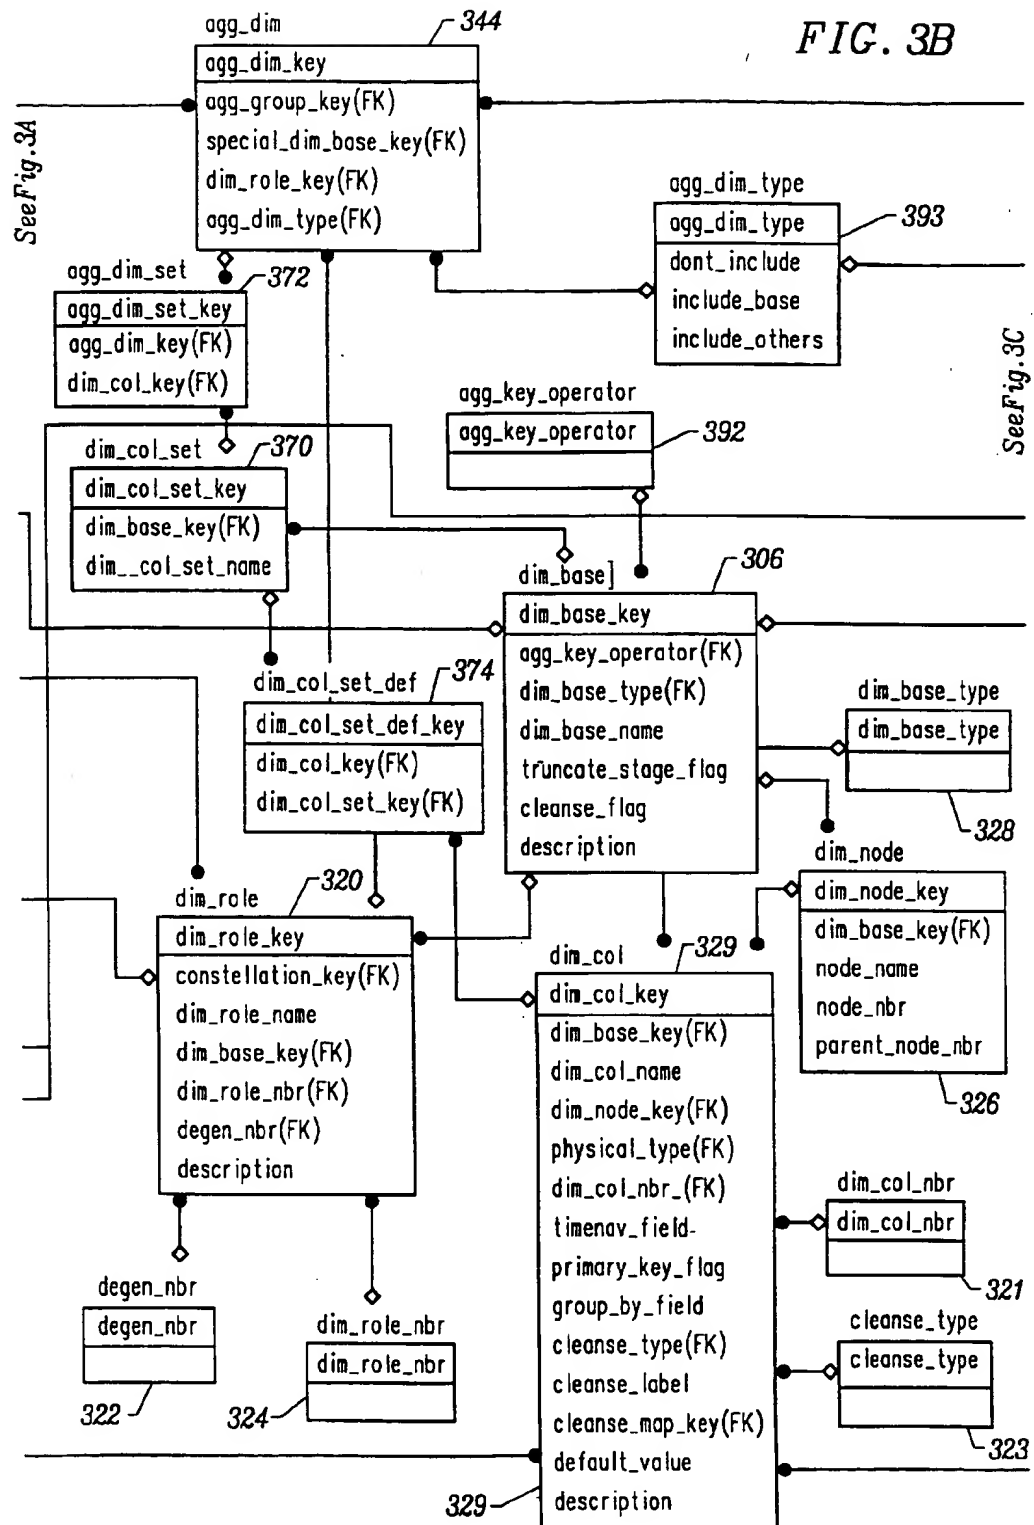 FIG. 3B
agg_dim
344
agg_dim_key
agg_group_key(FK)
special_dim_base_key(FK)
dim_role_key(FK)
agg_dim_type(FK)
See Fig. 3A
agg_dim_type
393
agg_dim_type
dont_include
include_base
include_others
See Fig. 3C
agg_dim_set
372
agg_dim_set_key
agg_dim_key(FK)
dim_col_key(FK)
agg_key_operator
392
agg_key_operator
dim_col_set
370
dim_col_set_key
dim_base_key(FK)
dim__col_set_name
dim_base]
306
dim_base_key
agg_key_operator(FK)
dim_base_type(FK)
dim_base_name
truncate_stage_flag
cleanse_flag
description
dim_col_set_def
374
dim_col_set_def_key
dim_col_key(FK)
dim_col_set_key(FK)
dim_base_type
dim_base_type
328
dim_node
dim_node_key
dim_base_key(FK)
node_name
node_nbr
parent_node_nbr
326
dim_role
320
dim_role_key
constellation_key(FK)
dim_role_name
dim_base_key(FK)
dim_role_nbr(FK)
degen_nbr(FK)
description
dim_col
329
dim_col_key
dim_base_key(FK)
dim_col_name
dim_node_key(FK)
physical_type(FK)
dim_col_nbr_(FK)
timenav_field-
primary_key_flag
group_by_field
cleanse_type(FK)
cleanse_label
cleanse_map_key(FK)
default_value
description
329
dim_col_nbr
dim_col_nbr
321
cleanse_type
cleanse_type
323
degen_nbr
degen_nbr
322
dim_role_nbr
dim_role_nbr
324